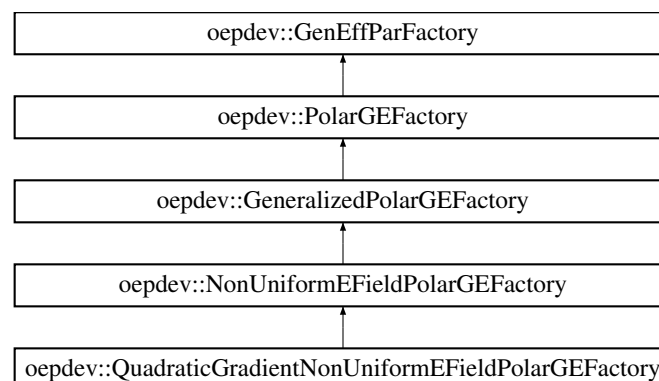 oepdev::GenEffParFactory
oepdev::PolarGEFactory
oepdev::GeneralizedPolarGEFactory
oepdev::NonUniformEFieldPolarGEFactory
oepdev::QuadraticGradientNonUniformEFieldPolarGEFactory